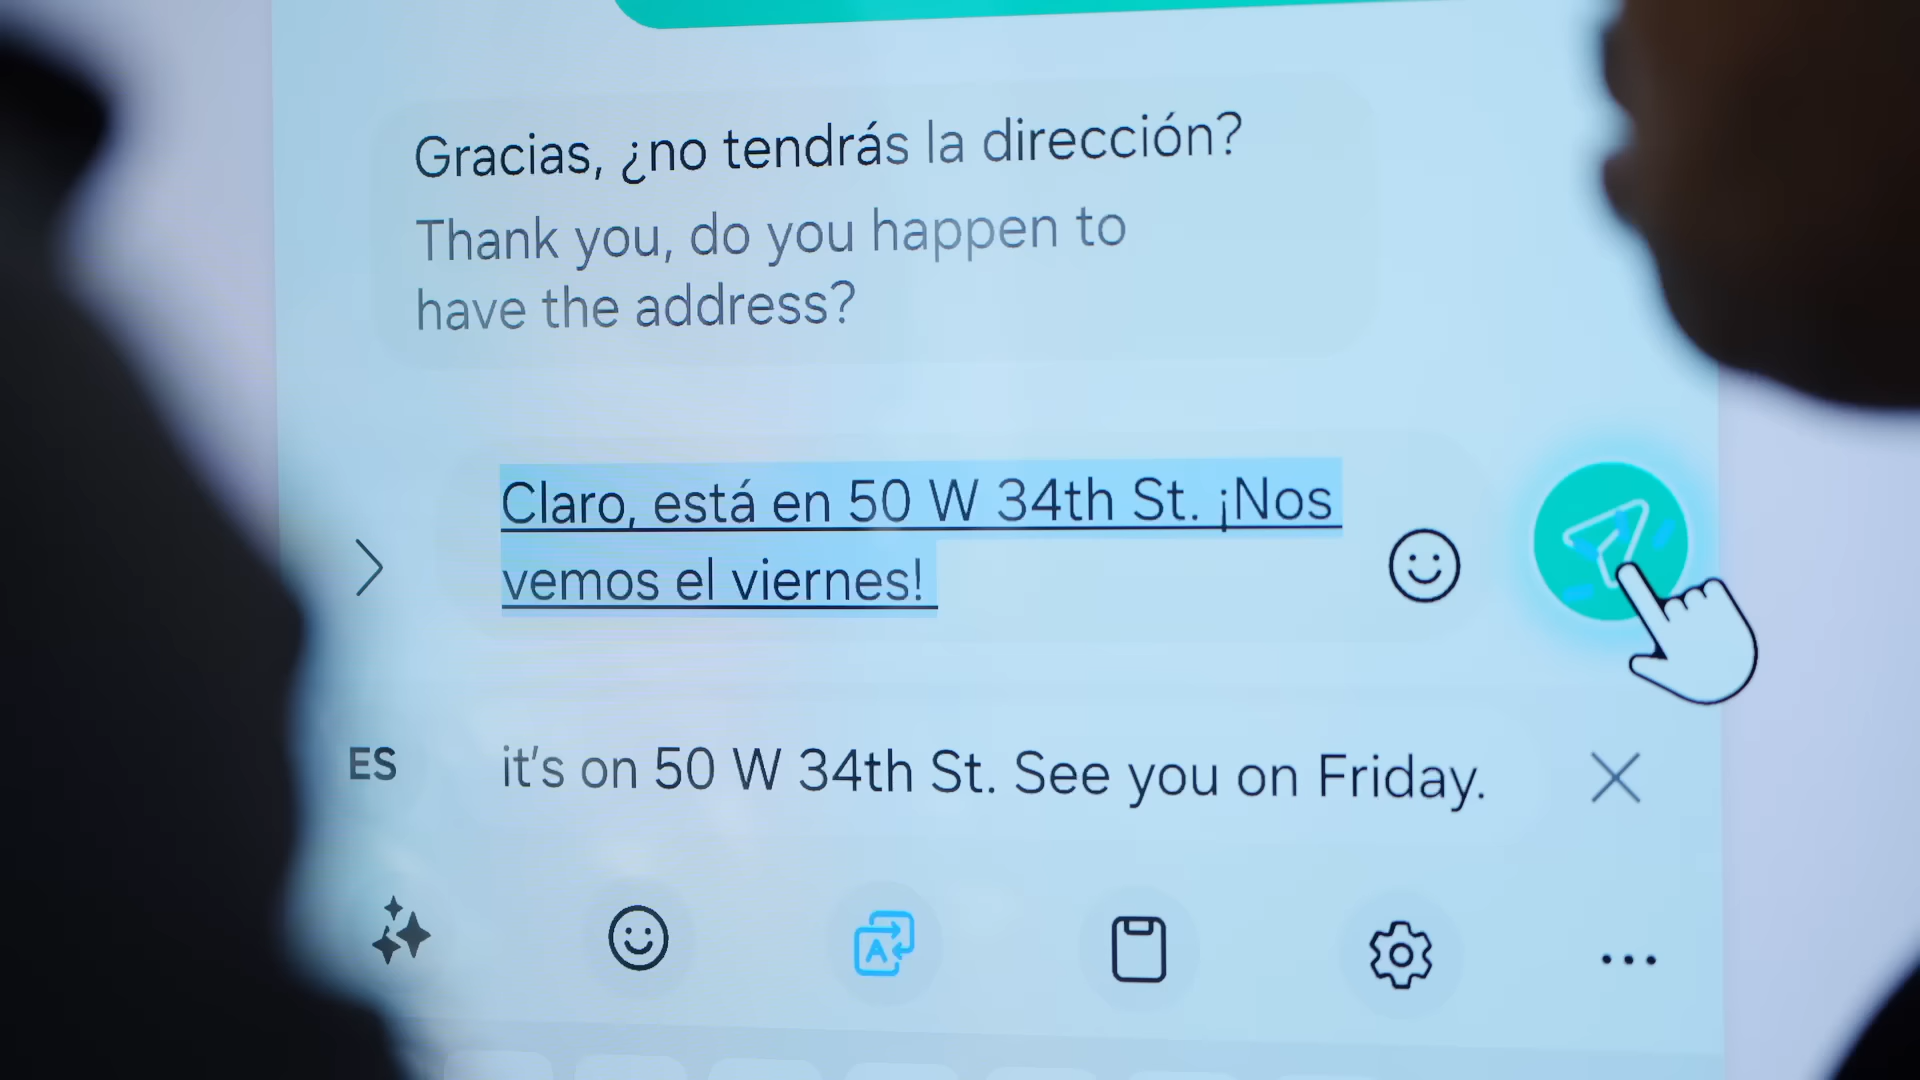 Gracias, ¿no tendrás la dirección?
Thank you, do you happen to
have the address?
Claro, está en 50 W 34th St. ¡Nos
vemos el viernes!
ES
it's on 50 W 34th St. See you on Friday.
A